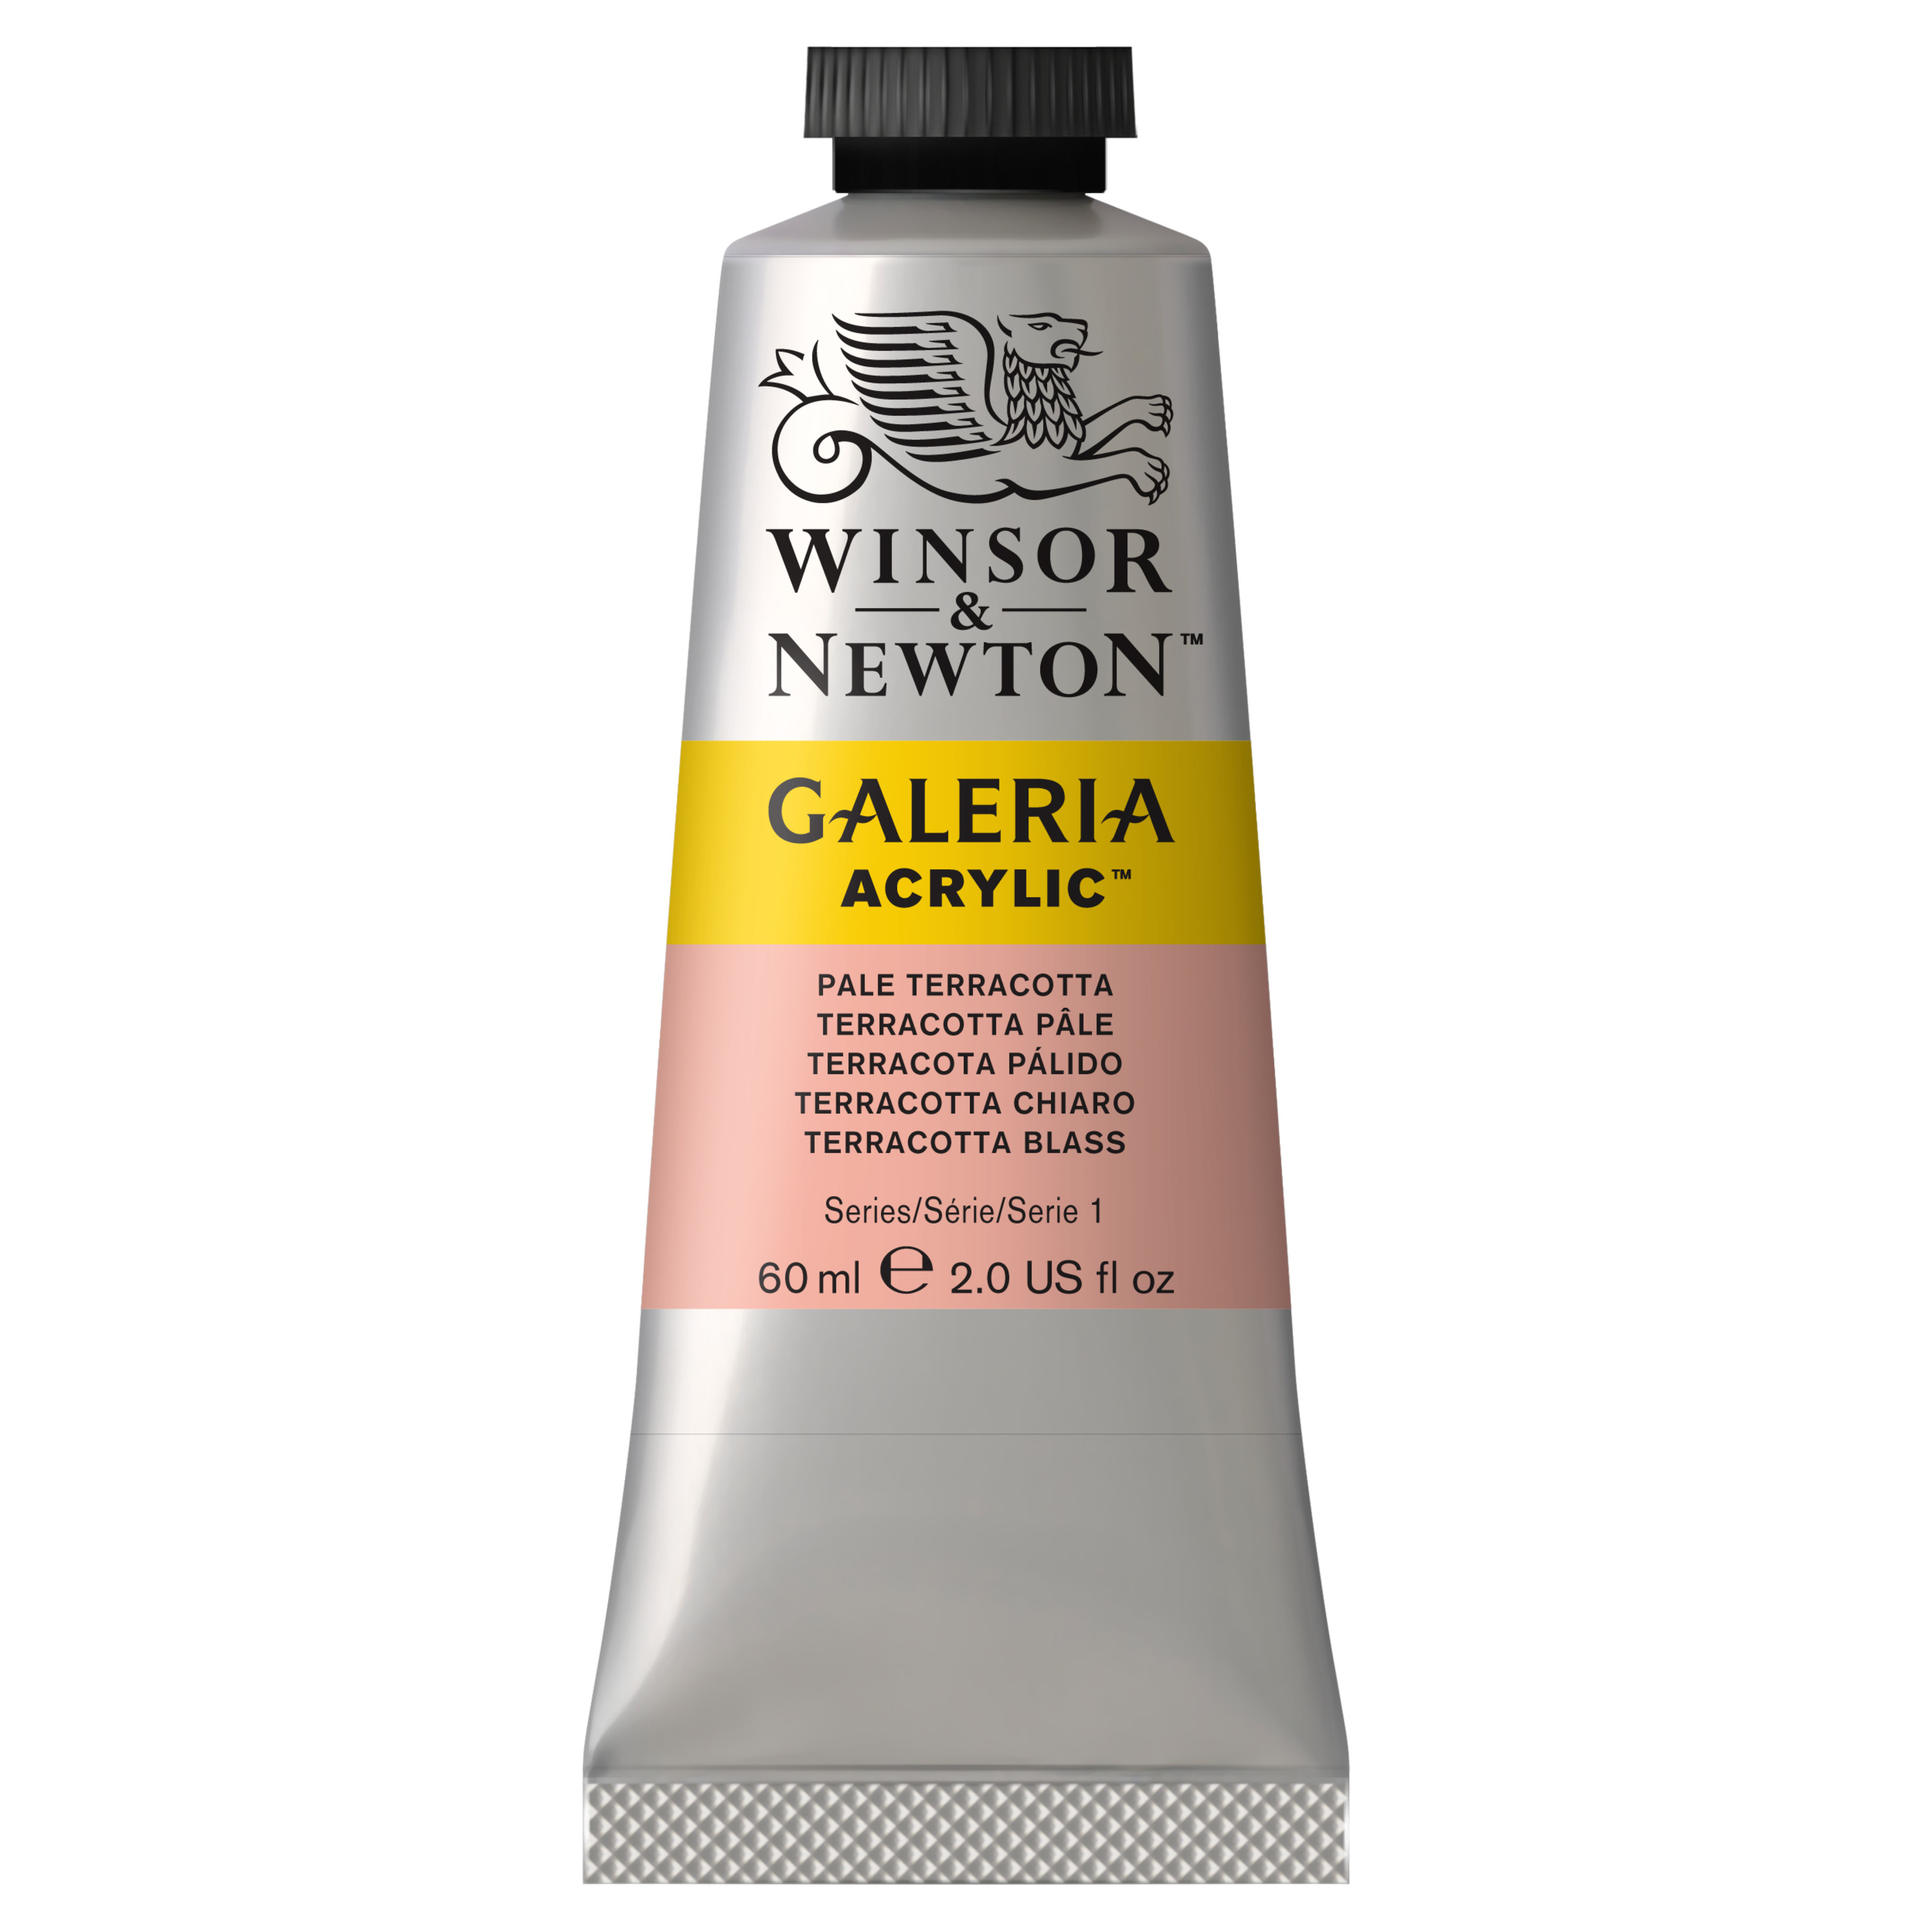 WINSOR
&
NEWTON™
GALERIA
ACRYLIC™
PALE TERRACOTTA
TERRACOTTA PÂLE
TERRACOTA PÁLIDO
TERRACOTTA CHIARO
TERRACOTTA BLASS
Series/Série/Serie 1
60 ml ℮ 2.0 US fl oz